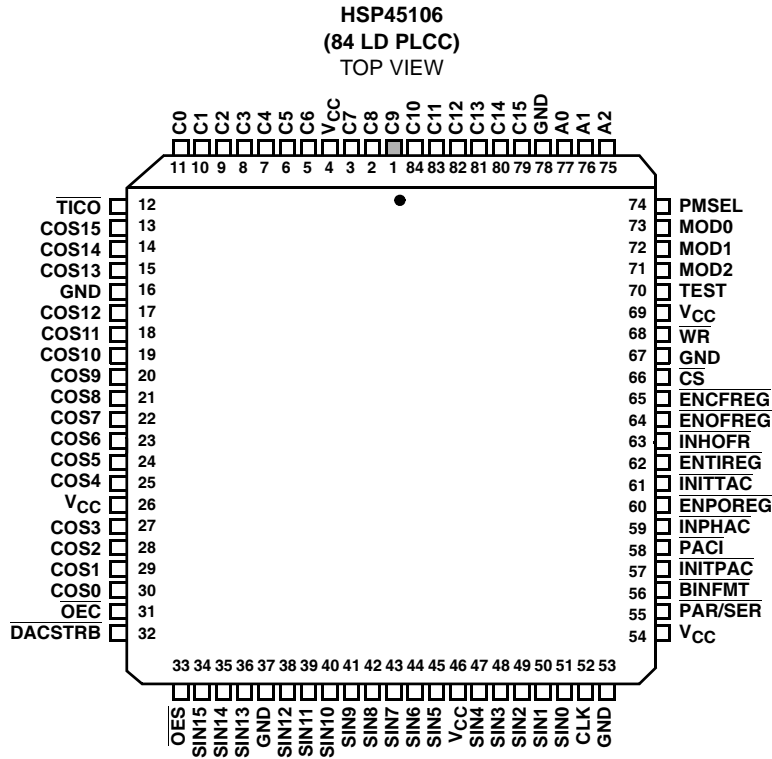 HSP45106
(84 LD PLCC)
TOP VIEW
C0 C1 C2 C3 C4 C5 C6 VCC C7 C8 C9 C10 C11 C12 C13 C14 C15 GND A0 A1 A2
11 10 9 8 7 6 5 4 3 2 1 84 83 82 81 80 79 78 77 76 75
TICO 12 74 PMSEL
COS15 13 73 MOD0
COS14 14 72 MOD1
COS13 15 71 MOD2
GND 16 70 TEST
COS12 17 69 VCC
COS11 18 68 WR
COS10 19 67 GND
COS9 20 66 CS
COS8 21 65 ENCFREG
COS7 22 64 ENOFREG
COS6 23 63 INHOFR
COS5 24 62 ENTIREG
COS4 25 61 INITTAC
VCC 26 60 ENPOREG
COS3 27 59 INPHAC
COS2 28 58 PACI
COS1 29 57 INITPAC
COS0 30 56 BINFMT
OEC 31 55 PAR/SER
DACSTRB 32 54 VCC
33 34 35 36 37 38 39 40 41 42 43 44 45 46 47 48 49 50 51 52 53
OES SIN15 SIN14 SIN13 GND SIN12 SIN11 SIN10 SIN9 SIN8 SIN7 SIN6 SIN5 VCC SIN4 SIN3 SIN2 SIN1 SIN0 CLK GND